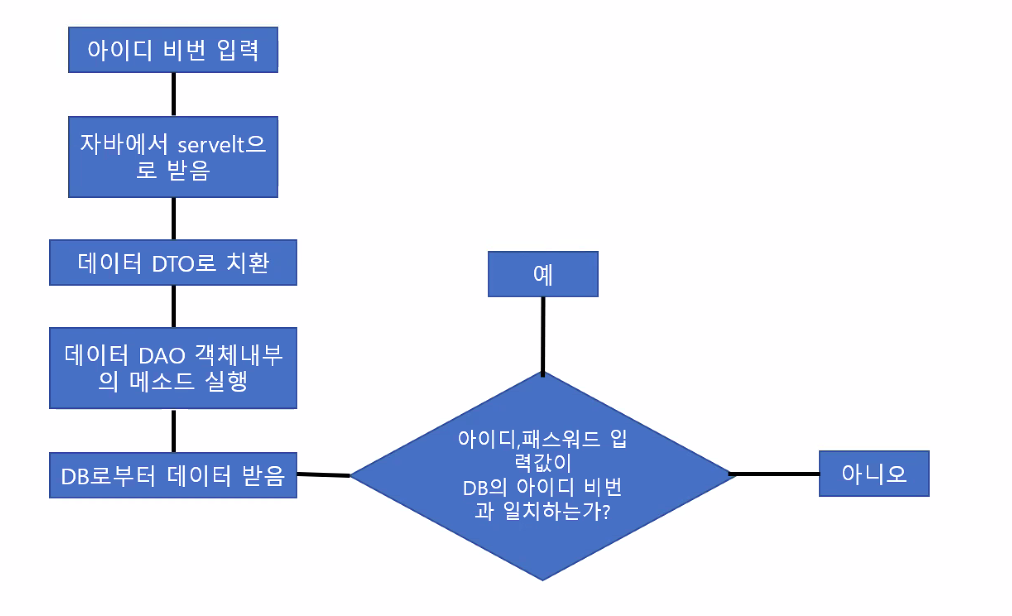 아이디 비번 입력
자바에서 servelt으
로 받음
데이터 DTO로 치환
데이터 DAO 객체내부
의 메소드 실행
DB로부터 데이터 받음
예
아이디,패스워드 입
력값이
DB의 아이디 비번
과 일치하는가?
아니오